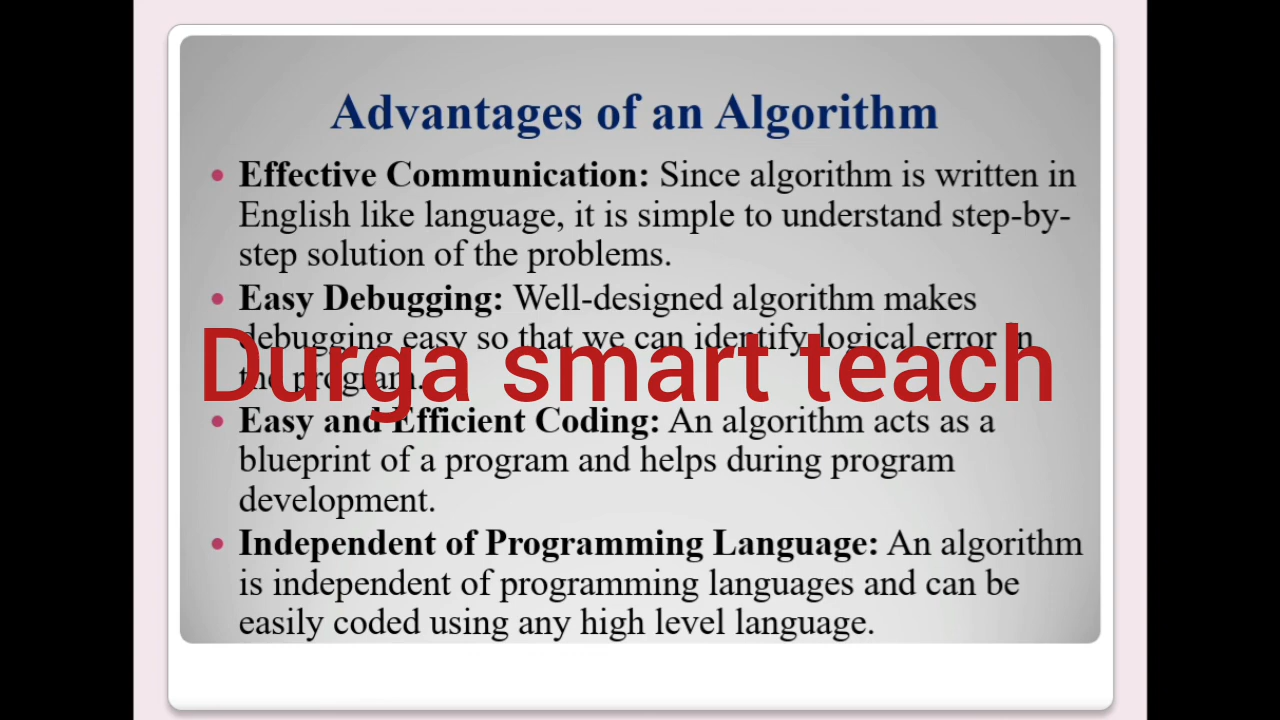 Advantages of an Algorithm
• Effective Communication: Since algorithm is written in
English like language, it is simple to understand step-by-
step solution of the problems.
• Easy Debugging: Well-designed algorithm makes
debugging easy so that we can identify logical error in
the program.
Durga smart teach
• Easy and Efficient Coding: An algorithm acts as a
blueprint of a program and helps during program
development.
• Independent of Programming Language: An algorithm
is independent of programming languages and can be
easily coded using any high level language.